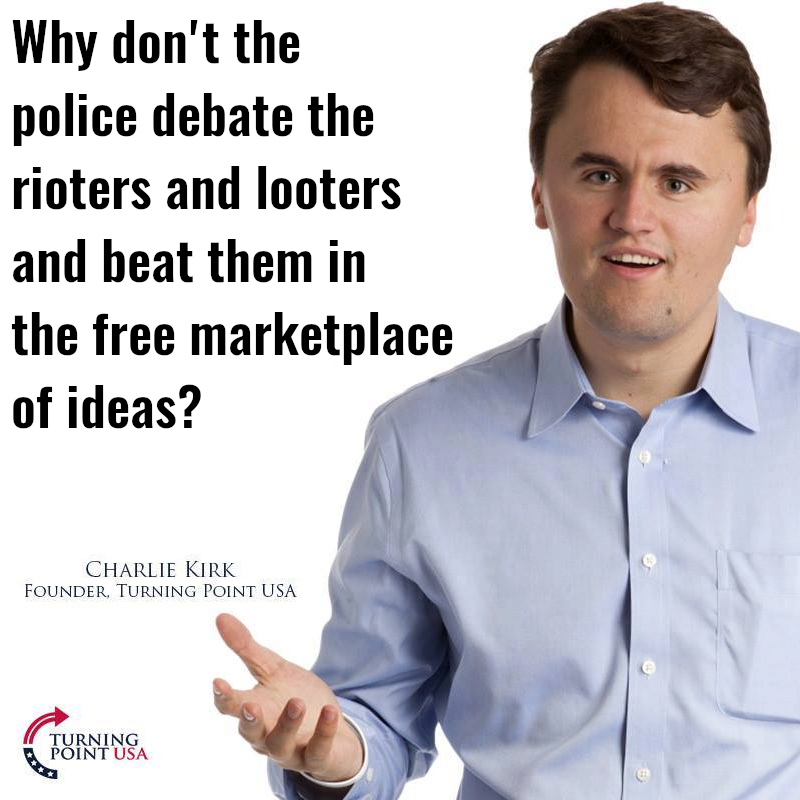 Why don't the
police debate the
rioters and looters
and beat them in
the free marketplace
of ideas?
Charlie Kirk
Founder, Turning Point USA
TURNING
POINT USA